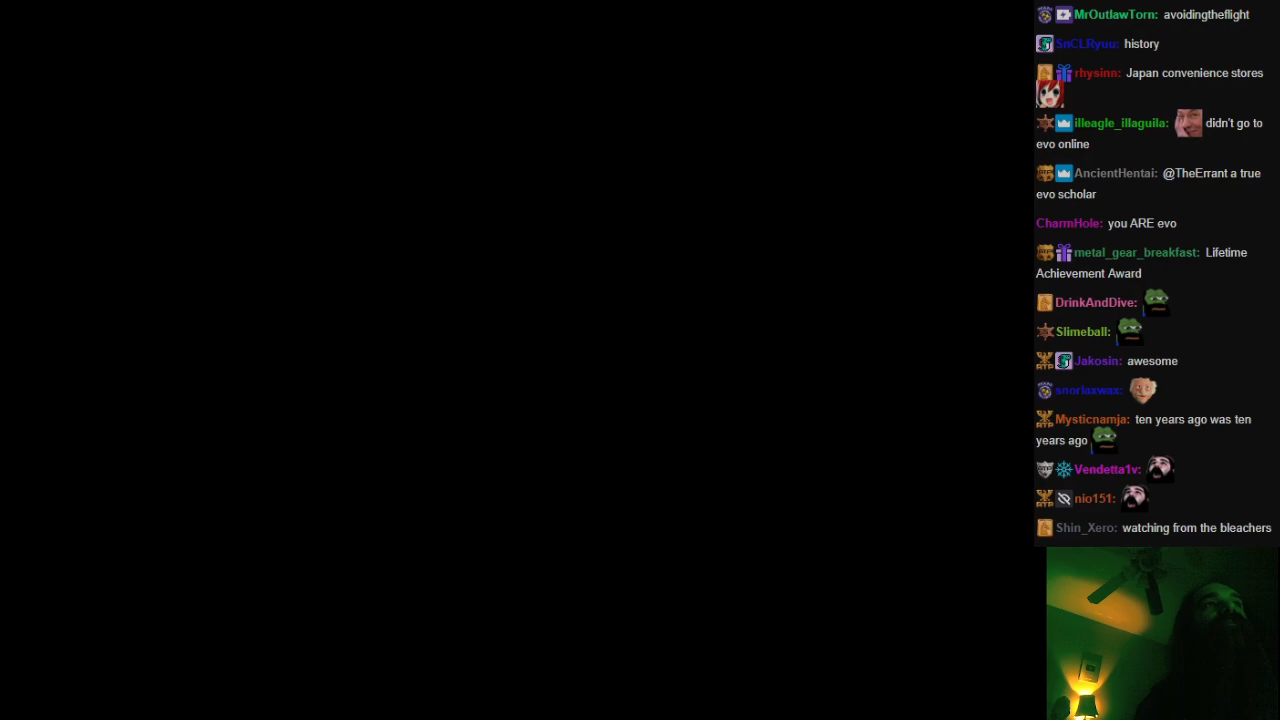 MrOutlawTorn: avoidingtheflight
SnCLRyuu: history
rhysinn: Japan convenience stores
illeagle_illaguila: didn't go to
evo online
AncientHentai: @TheErrant a true
evo scholar
CharmHole: you ARE evo
metal_gear_breakfast: Lifetime
Achievement Award
DrinkAndDive:
Slimeball:
Jakosin: awesome
snorlaxwax:
Mysticnamja: ten years ago was ten
years ago
Vendetta1v:
nio151:
Shin_Xero: watching from the bleachers